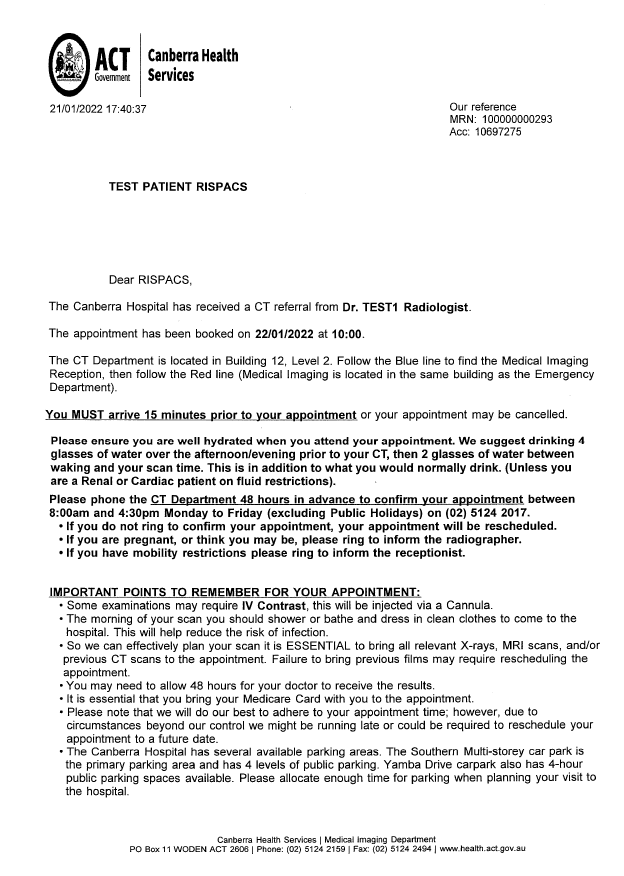 ACT
Government
Canberra Health
Services
21/01/2022 17:40:37
Our reference
MRN: 100000000293
Acc: 10697275
TEST PATIENT RISPACS
Dear RISPACS,
The Canberra Hospital has received a CT referral from Dr. TEST1 Radiologist.
The appointment has been booked on 22/01/2022 at 10:00.
The CT Department is located in Building 12, Level 2. Follow the Blue line to find the Medical Imaging
Reception, then follow the Red line (Medical Imaging is located in the same building as the Emergency
Department).
You MUST arrive 15 minutes prior to your appointment or your appointment may be cancelled.
Please ensure you are well hydrated when you attend your appointment. We suggest drinking 4
glasses of water over the afternoon/evening prior to your CT, then 2 glasses of water between
waking and your scan time. This is in addition to what you would normally drink. (Unless you
are a Renal or Cardiac patient on fluid restrictions).
Please phone the CT Department 48 hours in advance to confirm your appointment between
8:00am and 4:30pm Monday to Friday (excluding Public Holidays) on (02) 5124 2017.
• If you do not ring to confirm your appointment, your appointment will be rescheduled.
• If you are pregnant, or think you may be, please ring to inform the radiographer.
• If you have mobility restrictions please ring to inform the receptionist.
IMPORTANT POINTS TO REMEMBER FOR YOUR APPOINTMENT:
• Some examinations may require IV Contrast, this will be injected via a Cannula.
• The morning of your scan you should shower or bathe and dress in clean clothes to come to the
hospital. This will help reduce the risk of infection.
• So we can effectively plan your scan it is ESSENTIAL to bring all relevant X-rays, MRI scans, and/or
previous CT scans to the appointment. Failure to bring previous films may require rescheduling the
appointment.
• You may need to allow 48 hours for your doctor to receive the results.
• It is essential that you bring your Medicare Card with you to the appointment.
• Please note that we will do our best to adhere to your appointment time; however, due to
circumstances beyond our control we might be running late or could be required to reschedule your
appointment to a future date.
• The Canberra Hospital has several available parking areas. The Southern Multi-storey car park is
the primary parking area and has 4 levels of public parking. Yamba Drive carpark also has 4-hour
public parking spaces available. Please allocate enough time for parking when planning your visit to
the hospital.
Canberra Health Services | Medical Imaging Department
PO Box 11 WODEN ACT 2606 | Phone: (02) 5124 2159 | Fax: (02) 5124 2494 | www.health.act.gov.au